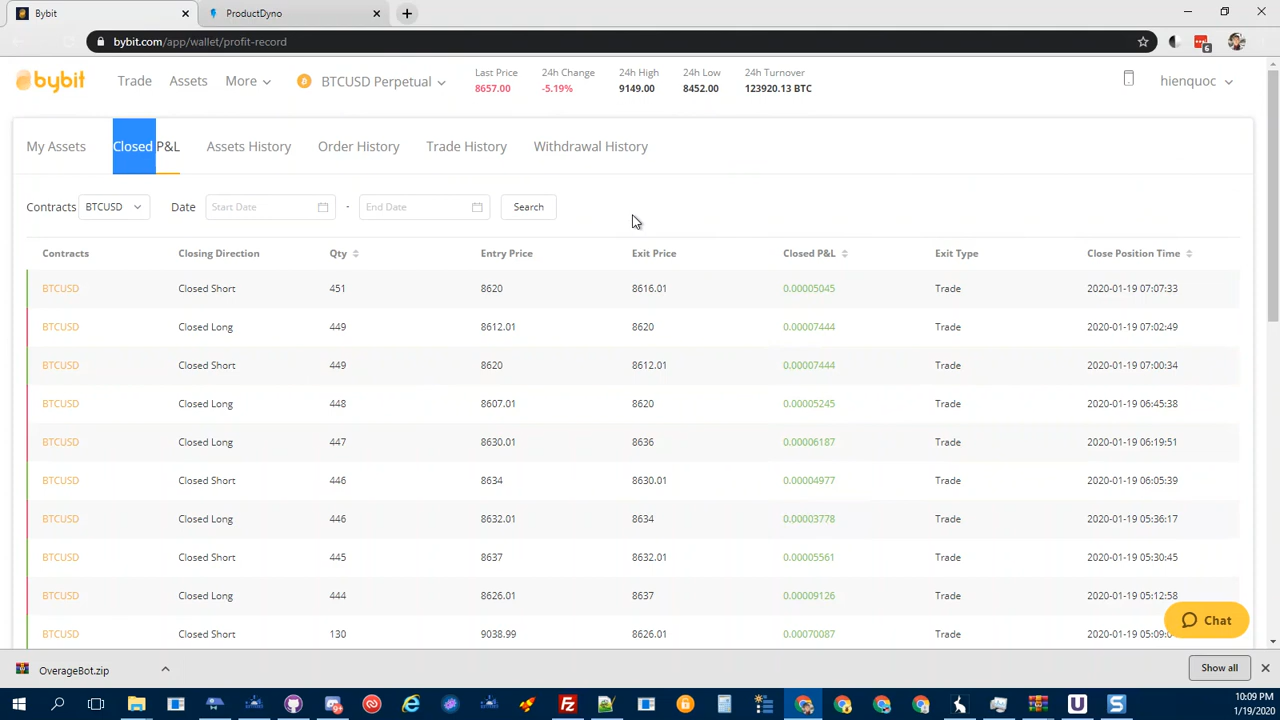 Bybit
ProductDyno
bybit.com/app/wallet/profit-record
6
bybit Trade Assets More BTCUSD Perpetual Last Price 24h Change 24h High 24h Low 24h Turnover hienquoc
8657.00 -5.19% 9149.00 8452.00 123920.13 BTC
My Assets Closed P&L Assets History Order History Trade History Withdrawal History
Contracts BTCUSD Date Start Date - End Date Search
Contracts Closing Direction Qty Entry Price Exit Price Closed P&L Exit Type Close Position Time
BTCUSD Closed Short 451 8620 8616.01 0.00005045 Trade 2020-01-19 07:07:33
BTCUSD Closed Long 449 8612.01 8620 0.00007444 Trade 2020-01-19 07:02:49
BTCUSD Closed Short 449 8620 8612.01 0.00007444 Trade 2020-01-19 07:00:34
BTCUSD Closed Long 448 8607.01 8620 0.00005245 Trade 2020-01-19 06:45:38
BTCUSD Closed Long 447 8630.01 8636 0.00006187 Trade 2020-01-19 06:19:51
BTCUSD Closed Short 446 8634 8630.01 0.00004977 Trade 2020-01-19 06:05:39
BTCUSD Closed Long 446 8632.01 8634 0.00003778 Trade 2020-01-19 05:36:17
BTCUSD Closed Short 445 8637 8632.01 0.00005561 Trade 2020-01-19 05:30:45
BTCUSD Closed Long 444 8626.01 8637 0.00009126 Trade 2020-01-19 05:12:58
BTCUSD Closed Short 130 9038.99 8626.01 0.00070087 Trade 2020-01-19 05:09:0
Chat
OverageBot.zip Show all
10:09 PM
1/19/2020